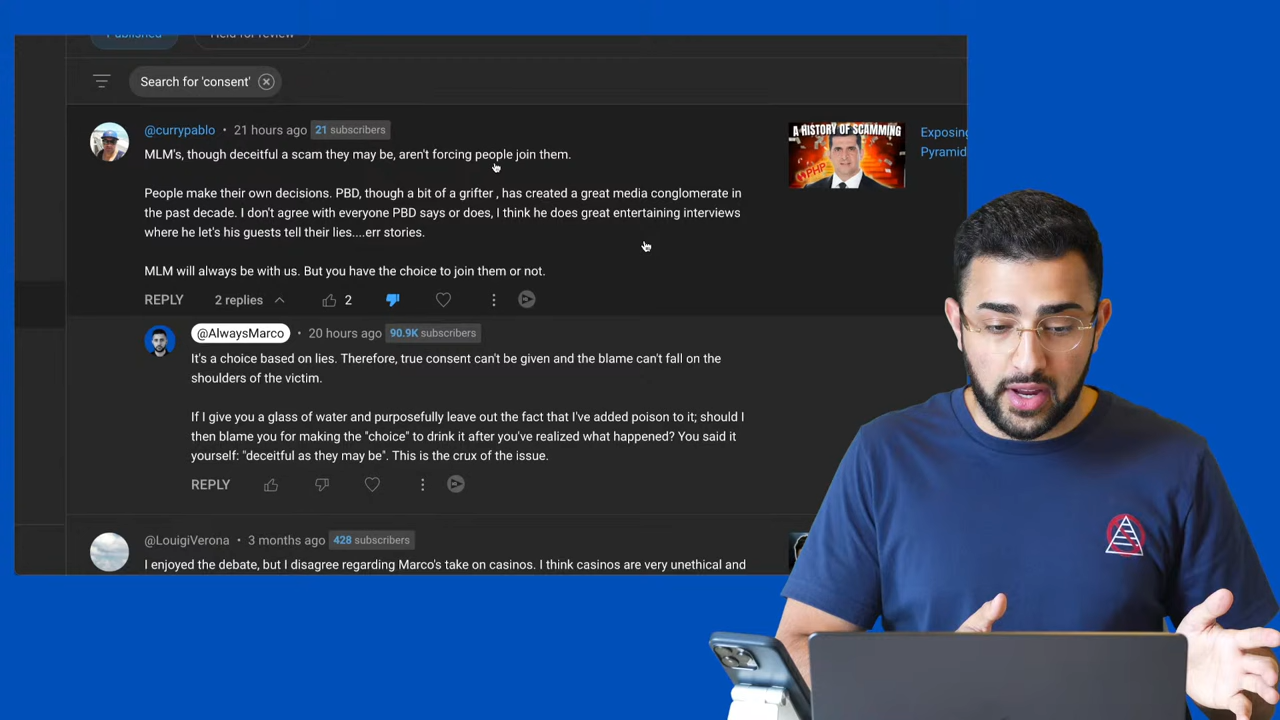 Published
Held for review
Search for 'consent'
@currypablo • 21 hours ago 21 subscribers
MLM's, though deceitful a scam they may be, aren't forcing people join them.
People make their own decisions. PBD, though a bit of a grifter , has created a great media conglomerate in
the past decade. I don't agree with everyone PBD says or does, I think he does great entertaining interviews
where he let's his guests tell their lies....err stories.
MLM will always be with us. But you have the choice to join them or not.
REPLY 2 replies 2
A HISTORY OF SCAMMING
PHP
Exposing
Pyramid
@AlwaysMarco • 20 hours ago 90.9K subscribers
It's a choice based on lies. Therefore, true consent can't be given and the blame can't fall on the
shoulders of the victim.
If I give you a glass of water and purposefully leave out the fact that I've added poison to it; should I
then blame you for making the "choice" to drink it after you've realized what happened? You said it
yourself: "deceitful as they may be". This is the crux of the issue.
REPLY
@LouigiVerona • 3 months ago 428 subscribers
I enjoyed the debate, but I disagree regarding Marco's take on casinos. I think casinos are very unethical and